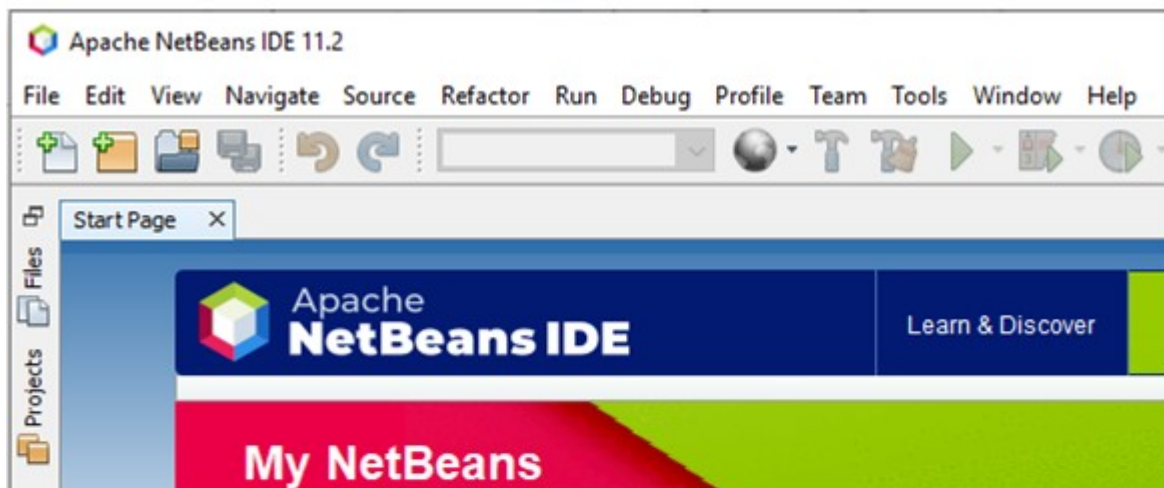 Apache NetBeans IDE 11.2
File Edit View Navigate Source Refactor Run Debug Profile Team Tools Window Help
Start Page
Files
Projects
Apache
NetBeans IDE
Learn & Discover
My NetBeans